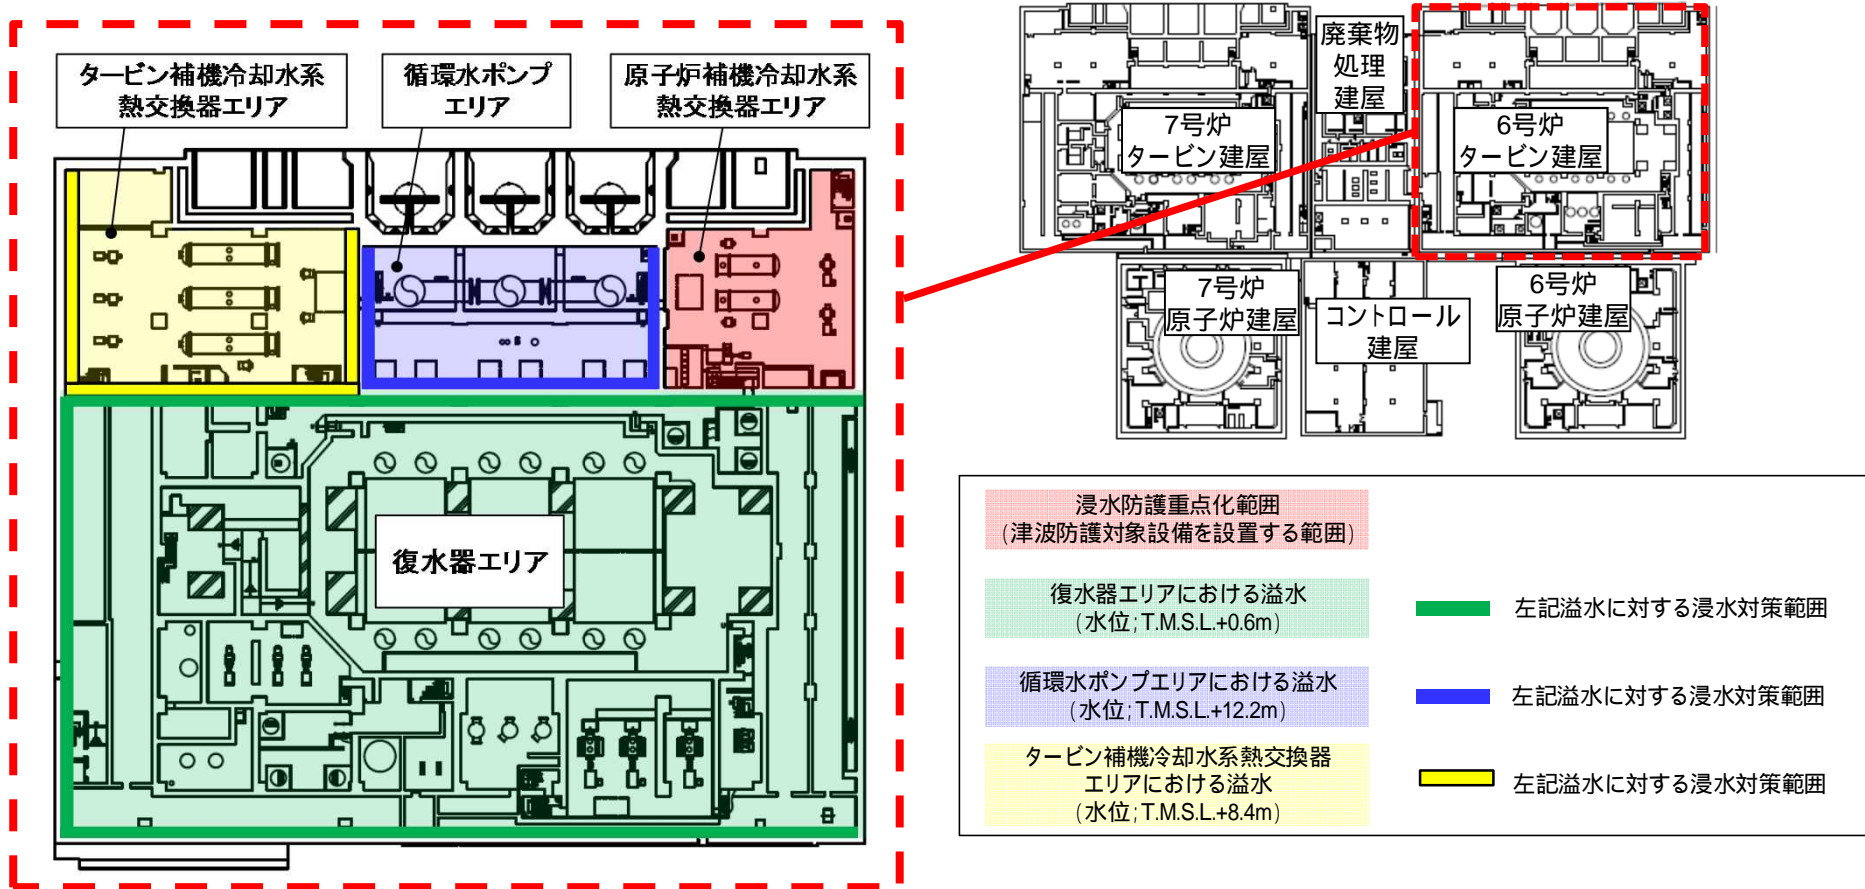 タービン補機冷却水系
熱交換器エリア
循環水ポンプ
エリア
原子炉補機冷却水系
熱交換器エリア
復水器エリア
廃棄物
処理
建屋
7号炉
タービン建屋
6号炉
タービン建屋
7号炉
原子炉建屋
コントロール
建屋
6号炉
原子炉建屋
浸水防護重点化範囲
(津波防護対象設備を設置する範囲)
復水器エリアにおける溢水
(水位;T.M.S.L.+0.6m)
左記溢水に対する浸水対策範囲
循環水ポンプエリアにおける溢水
(水位;T.M.S.L.+12.2m)
左記溢水に対する浸水対策範囲
タービン補機冷却水系熱交換器
エリアにおける溢水
(水位;T.M.S.L.+8.4m)
左記溢水に対する浸水対策範囲